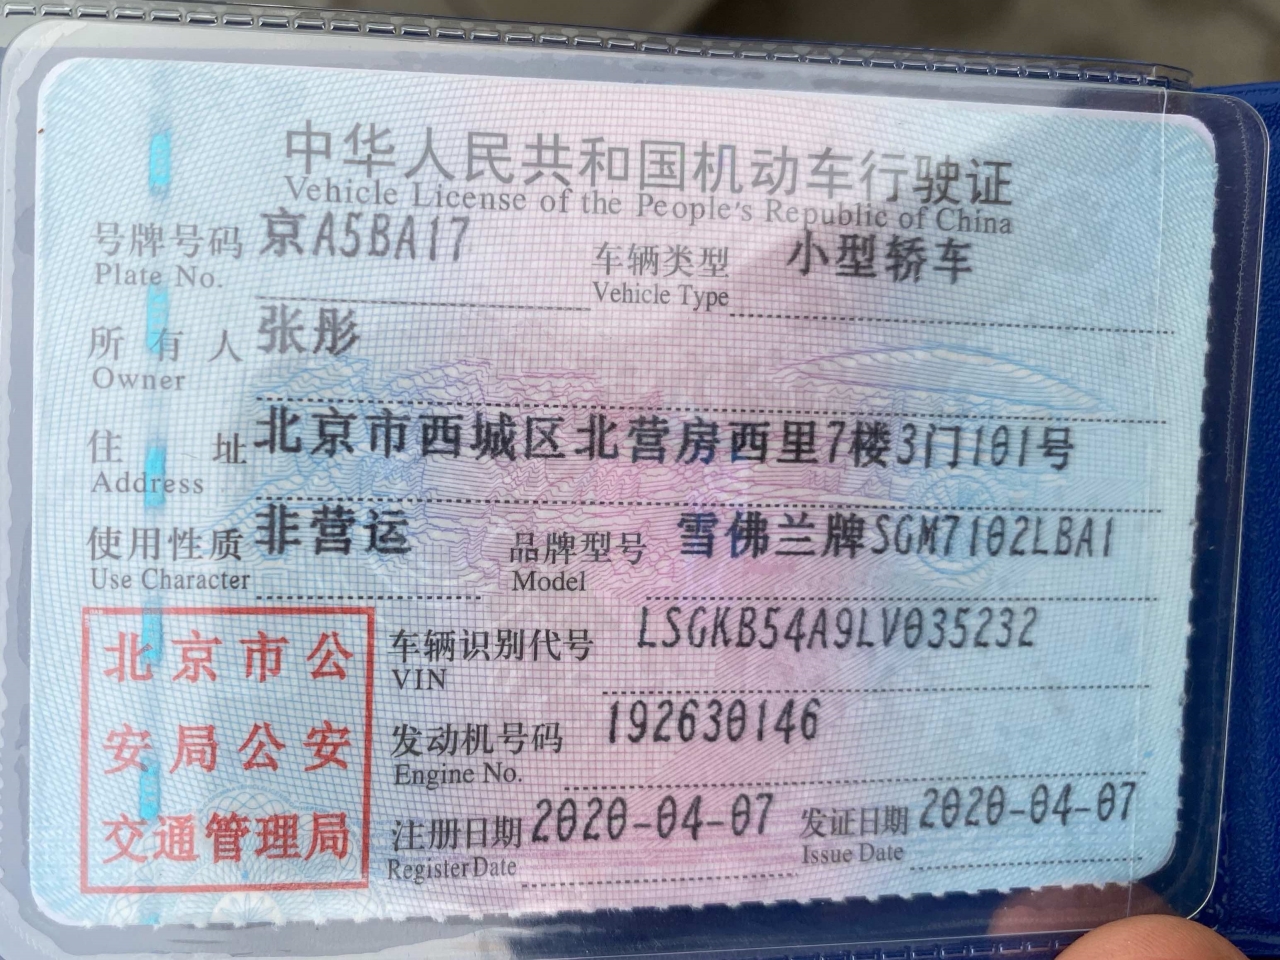 中华人民共和国机动车行驶证
Vehicle License of the People's Republic of China
号牌号码 京A5BA17 车辆类型 小型轿车
Plate No. Vehicle Type
所有人 张彤
Owner
住址 北京市西城区北营房西里7楼3门101号
Address
使用性质 非营运 品牌型号 雪佛兰牌SGM7102LBA1
Use Character Model
北京市公
安局公安
交通管理局
车辆识别代号 LSGKB54A9LV035232
VIN
发动机号码 192630146
Engine No.
注册日期 2020-04-07 发证日期 2020-04-07
Register Date Issue Date